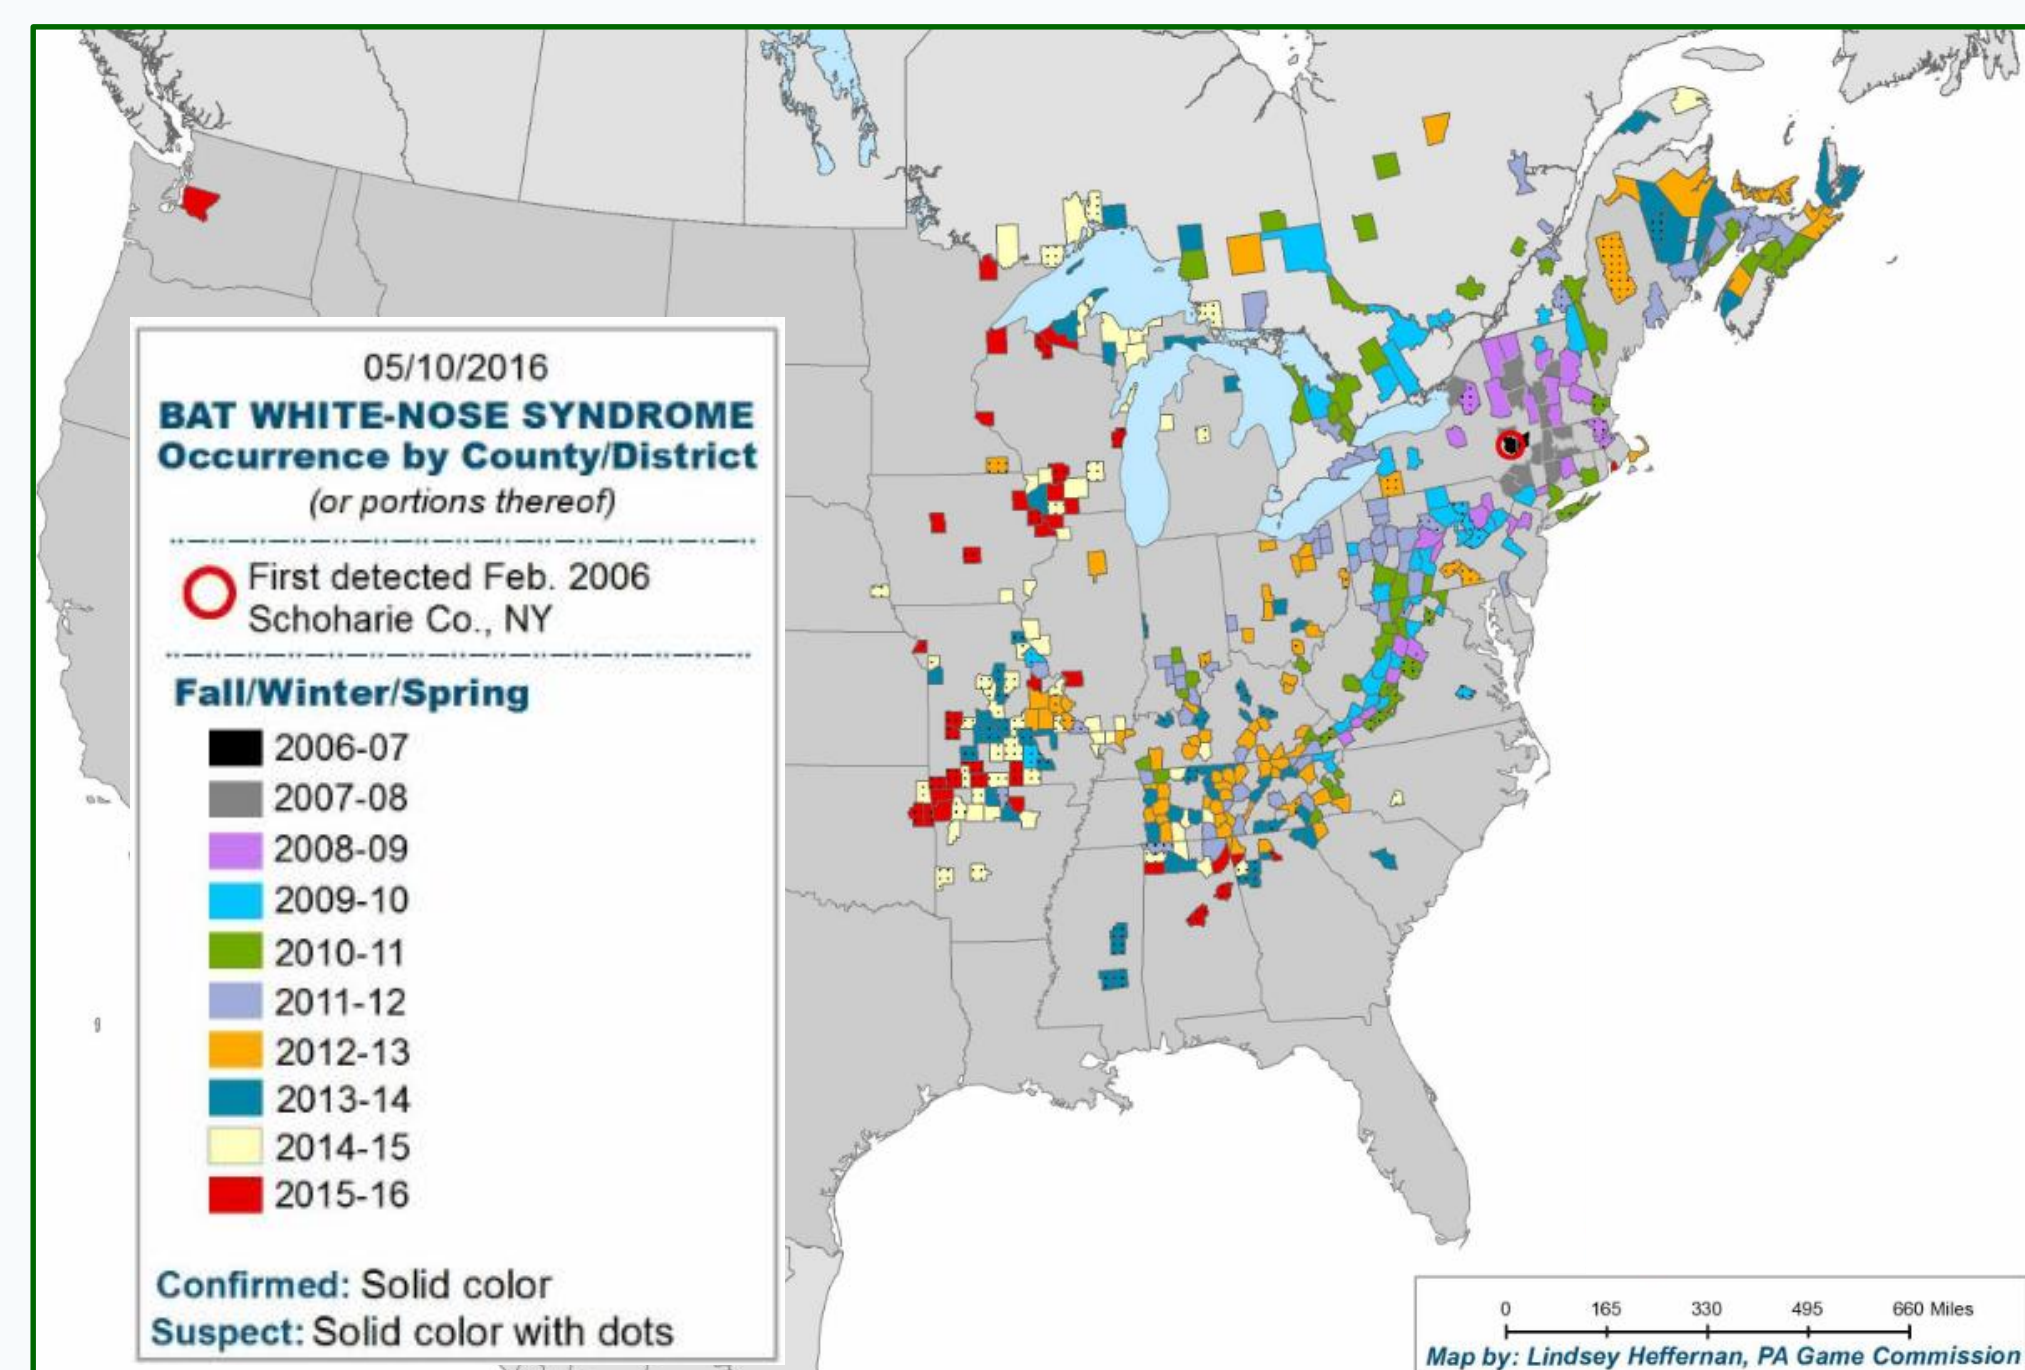 05/10/2016
BAT WHITE-NOSE SYNDROME
Occurrence by County/District
(or portions thereof)
First detected Feb. 2006
Schoharie Co., NY
Fall/Winter/Spring
2006-07
2007-08
2008-09
2009-10
2010-11
2011-12
2012-13
2013-14
2014-15
2015-16
Confirmed: Solid color
Suspect: Solid color with dots
0 165 330 495 660 Miles
Map by: Lindsey Heffernan, PA Game Commission